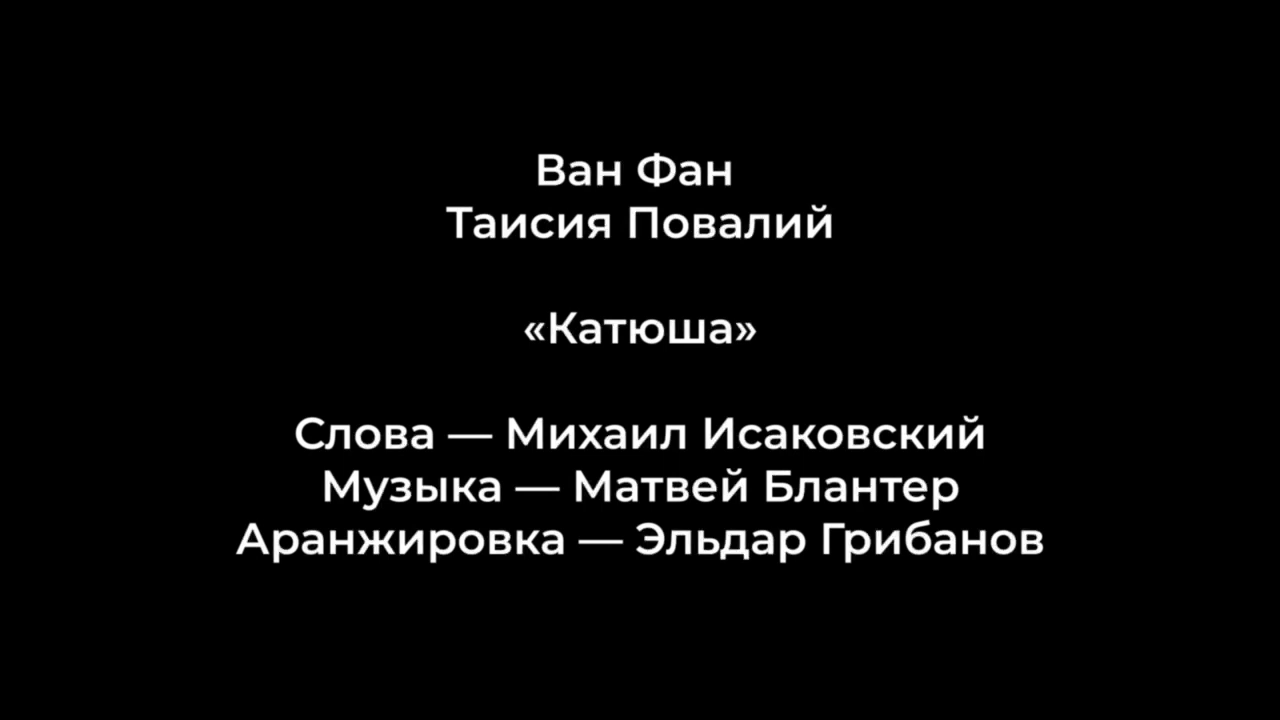 Ван Фан
Таисия Повалий
«Катюша»
Слова — Михаил Исаковский
Музыка — Матвей Блантер
Аранжировка — Эльдар Грибанов